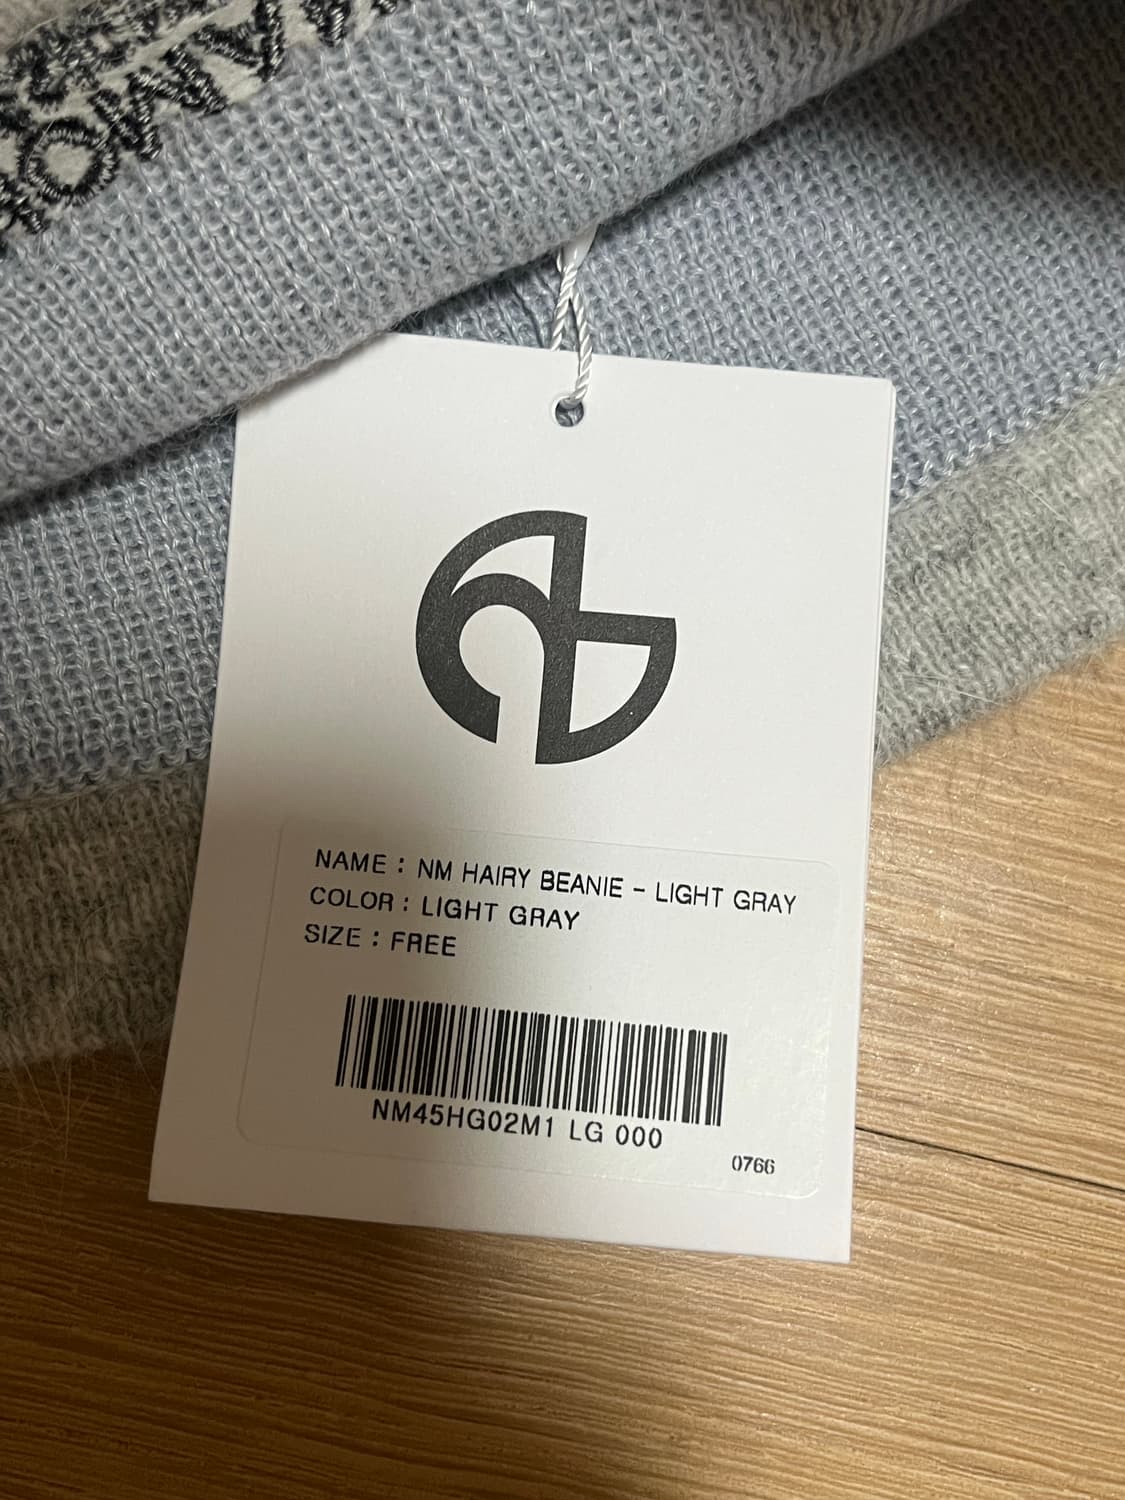 NAME : NM HAIRY BEANIE - LIGHT GRAY
COLOR : LIGHT GRAY
SIZE : FREE
NM45HG02M1 LG 000
0766